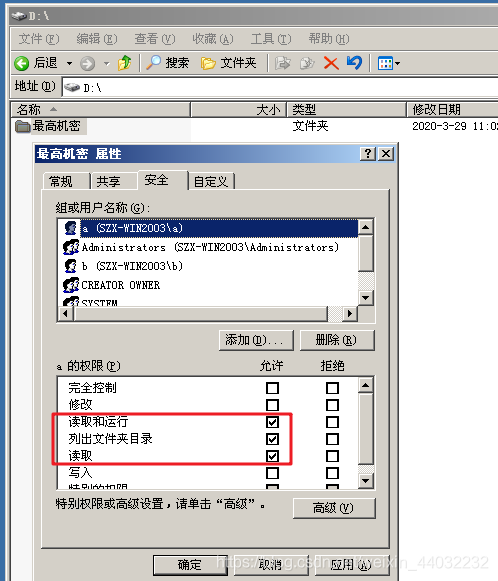 D:\
文件(F) 编辑(E) 查看(V) 收藏(A) 工具(T) 帮助(H)
后退 搜索 文件夹
地址(D) D:\
名称 大小 类型 修改日期
最高机密 文件夹 2020-3-29 11:0
最高机密 属性
常规 共享 安全 自定义
组或用户名称(G):
a (SZX-WIN2003\a)
Administrators (SZX-WIN2003\Administrators)
b (SZX-WIN2003\b)
CREATOR OWNER
SYSTEM
添加(D)... 删除(R)
a 的权限(P) 允许 拒绝
完全控制
修改
读取和运行
列出文件夹目录
读取
写入
特别的权限
特别权限或高级设置，请单击“高级”。
高级(V)
确定 取消 应用(A)